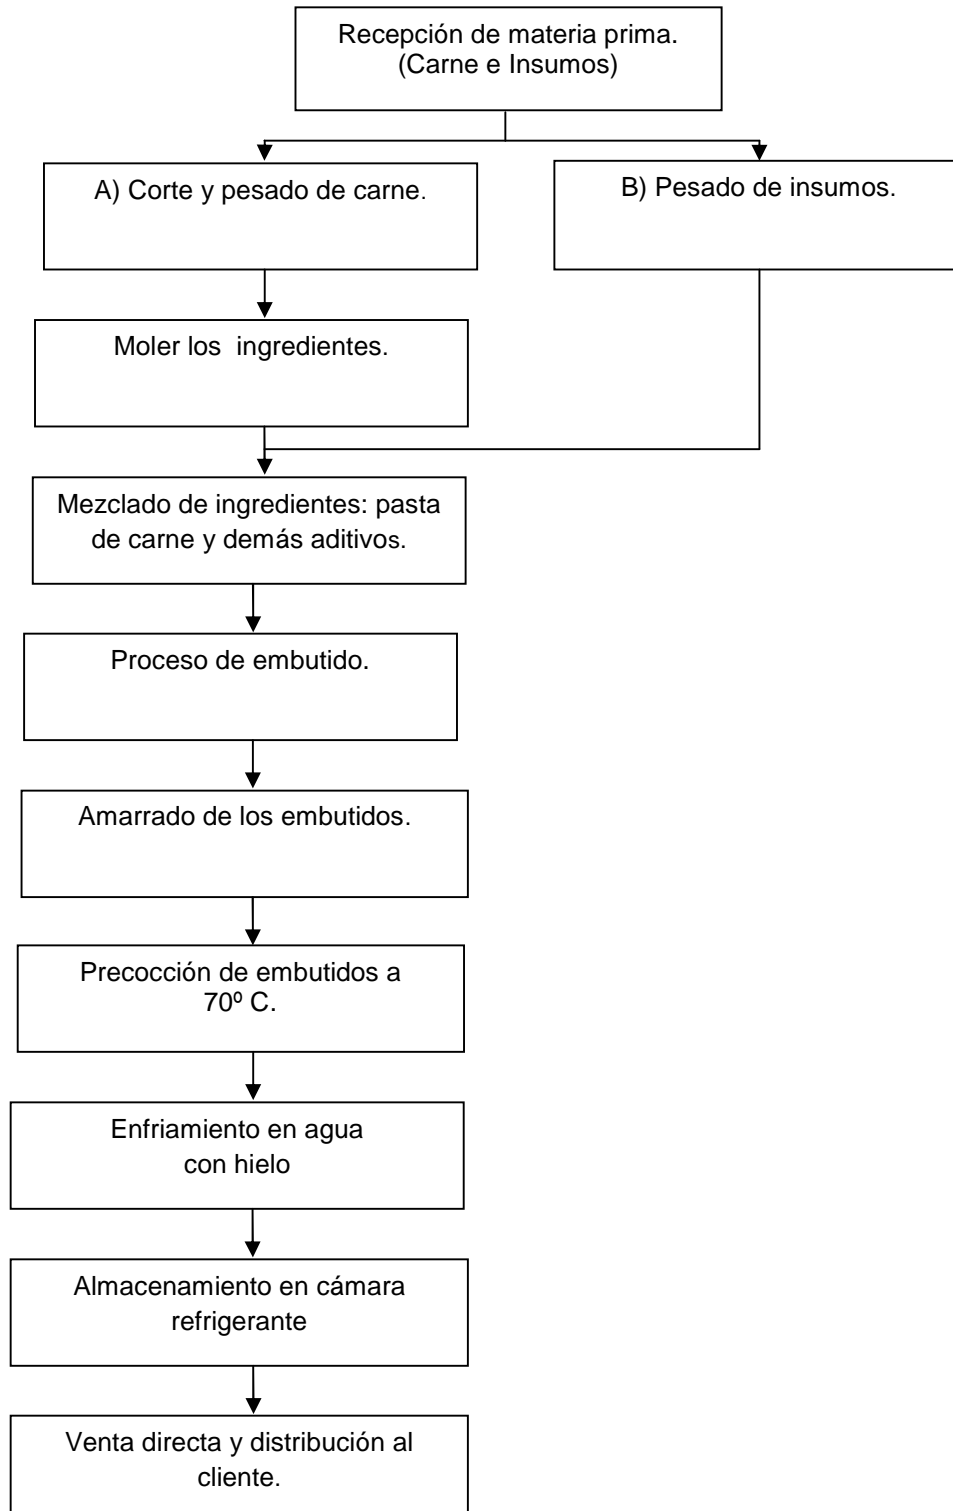 Recepción de materia prima.
(Carne e Insumos)
A) Corte y pesado de carne.
B) Pesado de insumos.
Moler los  ingredientes.
Mezclado de ingredientes: pasta
de carne y demás aditivos.
Proceso de embutido.
Amarrado de los embutidos.
Precocción de embutidos a
70º C.
Enfriamiento en agua
con hielo
Almacenamiento en cámara
refrigerante
Venta directa y distribución al
cliente.